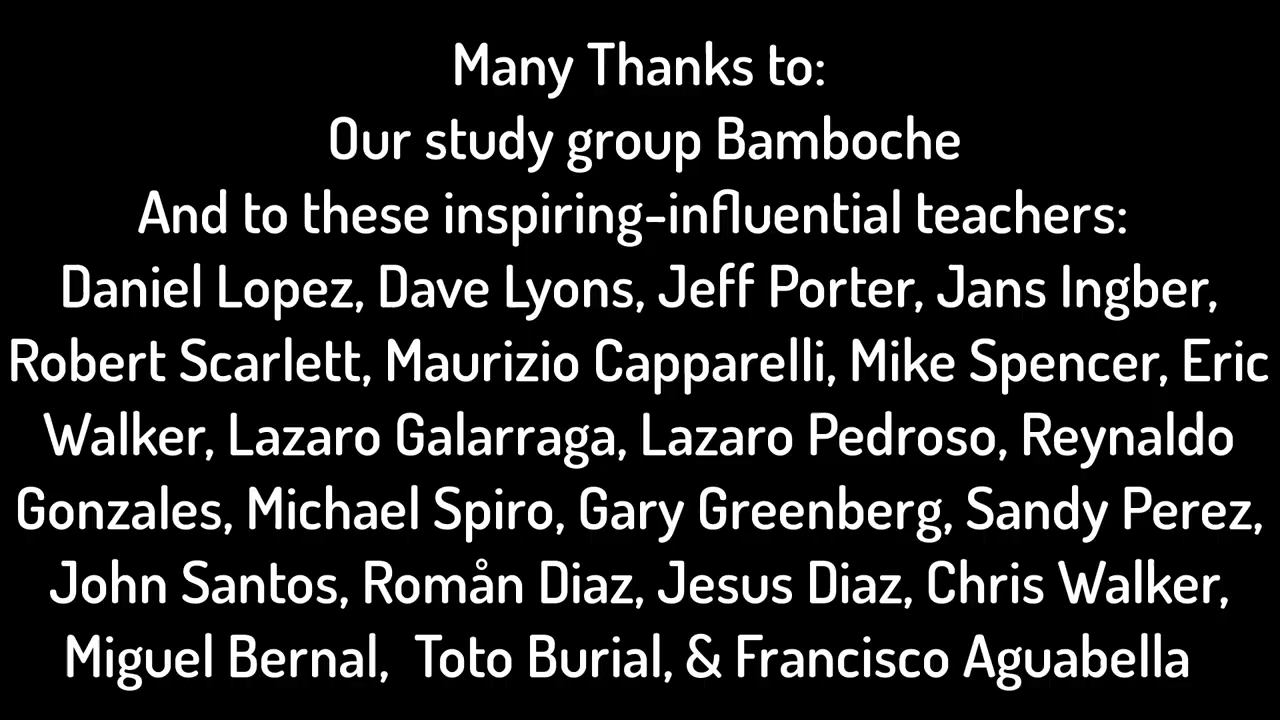 Many Thanks to:
Our study group Bamboche
And to these inspiring-influential teachers:
Daniel Lopez, Dave Lyons, Jeff Porter, Jans Ingber,
Robert Scarlett, Maurizio Capparelli, Mike Spencer, Eric
Walker, Lazaro Galarraga, Lazaro Pedroso, Reynaldo
Gonzales, Michael Spiro, Gary Greenberg, Sandy Perez,
John Santos, Romån Diaz, Jesus Diaz, Chris Walker,
Miguel Bernal,  Toto Burial, & Francisco Aguabella